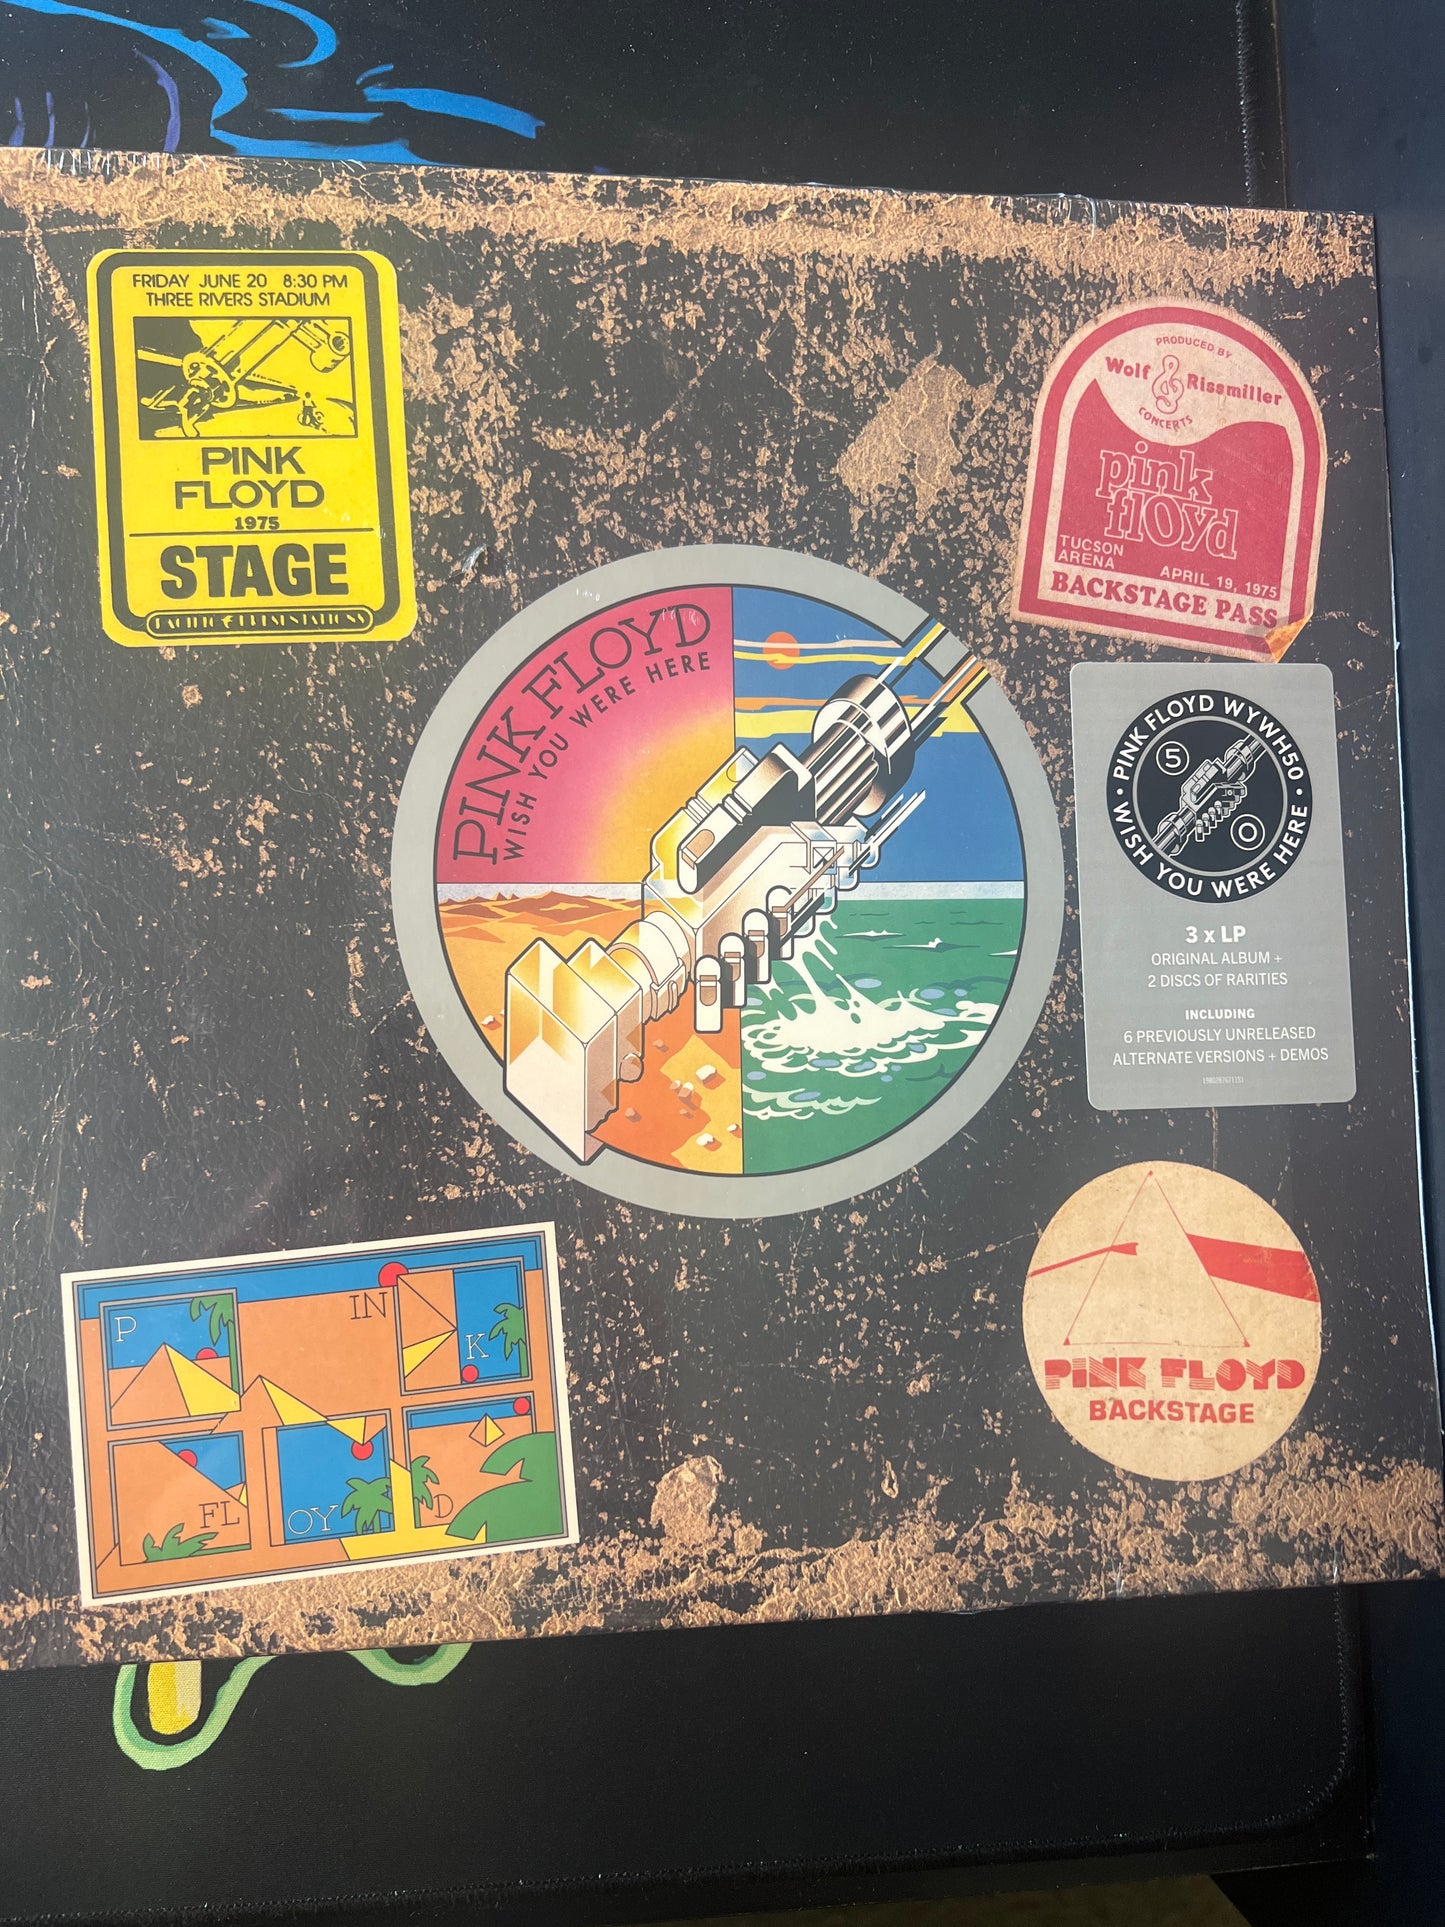 FRIDAY JUNE 20 8:30 PM
THREE RIVERS STADIUM
PINK
FLOYD
1975
STAGE
PACIFIC PRESENTATIONS
PRODUCED BY
Wolf & Rissmiller
CONCERTS
pink
floyd
TUCSON
ARENA
APRIL 19, 1975
BACKSTAGE PASS
PINK FLOYD
WISH YOU WERE HERE
PINK FLOYD WYWH50
5
0
• WISH YOU WERE HERE •
3 x LP
ORIGINAL ALBUM +
2 DISCS OF RARITIES
INCLUDING
6 PREVIOUSLY UNRELEASED
ALTERNATE VERSIONS + DEMOS
P
IN
K
FL
OY
D
PINK FLOYD
BACKSTAGE